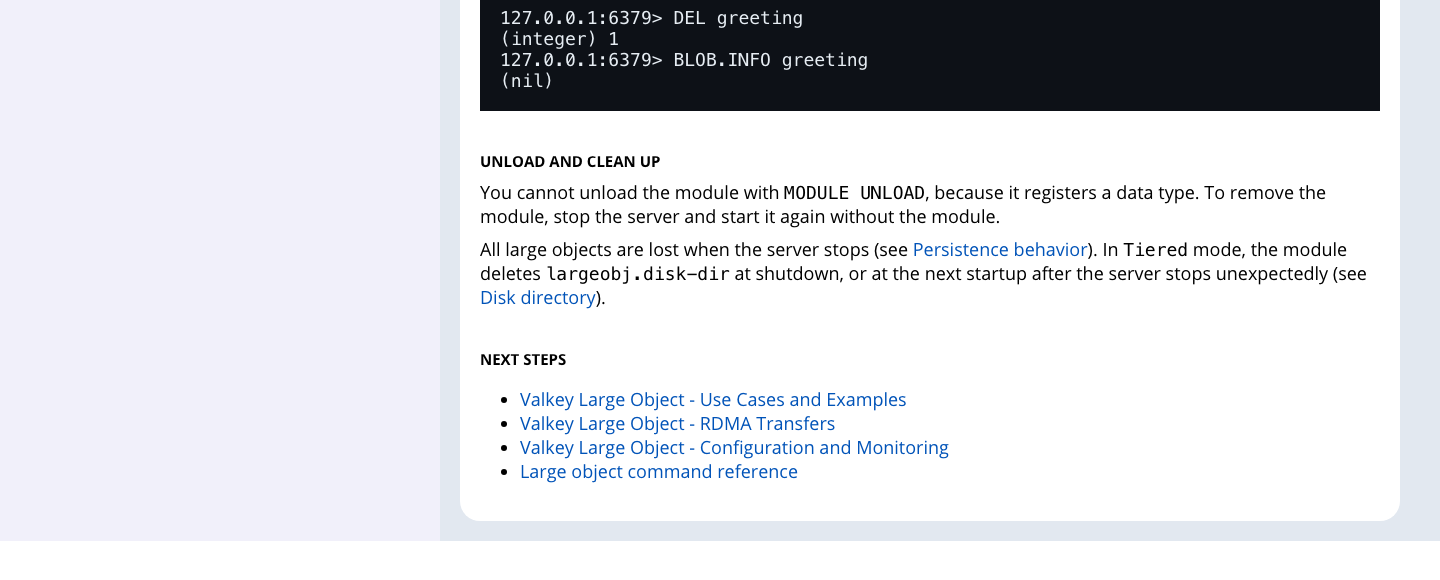 127.0.0.1:6379> DEL greeting
(integer) 1
127.0.0.1:6379> BLOB.INFO greeting
(nil)
UNLOAD AND CLEAN UP
You cannot unload the module with MODULE UNLOAD, because it registers a data type. To remove the
module, stop the server and start it again without the module.
All large objects are lost when the server stops (see Persistence behavior). In Tiered mode, the module
deletes largeobj.disk-dir at shutdown, or at the next startup after the server stops unexpectedly (see
Disk directory).
NEXT STEPS
• Valkey Large Object - Use Cases and Examples
• Valkey Large Object - RDMA Transfers
• Valkey Large Object - Configuration and Monitoring
• Large object command reference